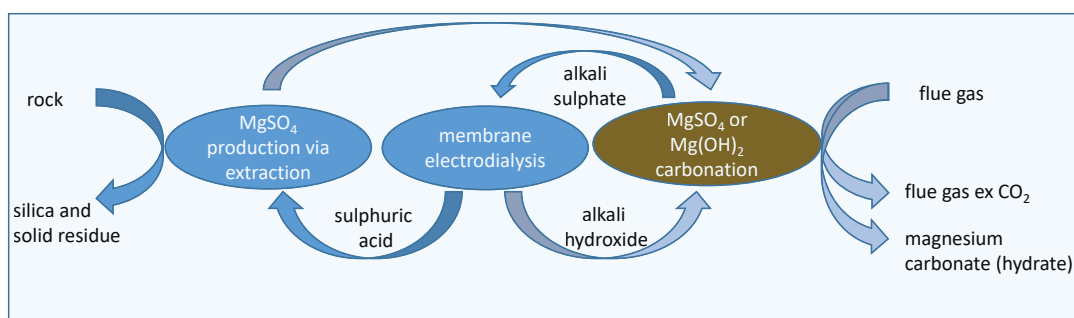 rock
silica and
solid residue
MgSO₄
production via
extraction
sulphuric
acid
membrane
electrodialysis
alkali
sulphate
alkali
hydroxide
MgSO₄ or
Mg(OH)₂
carbonation
flue gas
flue gas ex CO₂
magnesium
carbonate (hydrate)